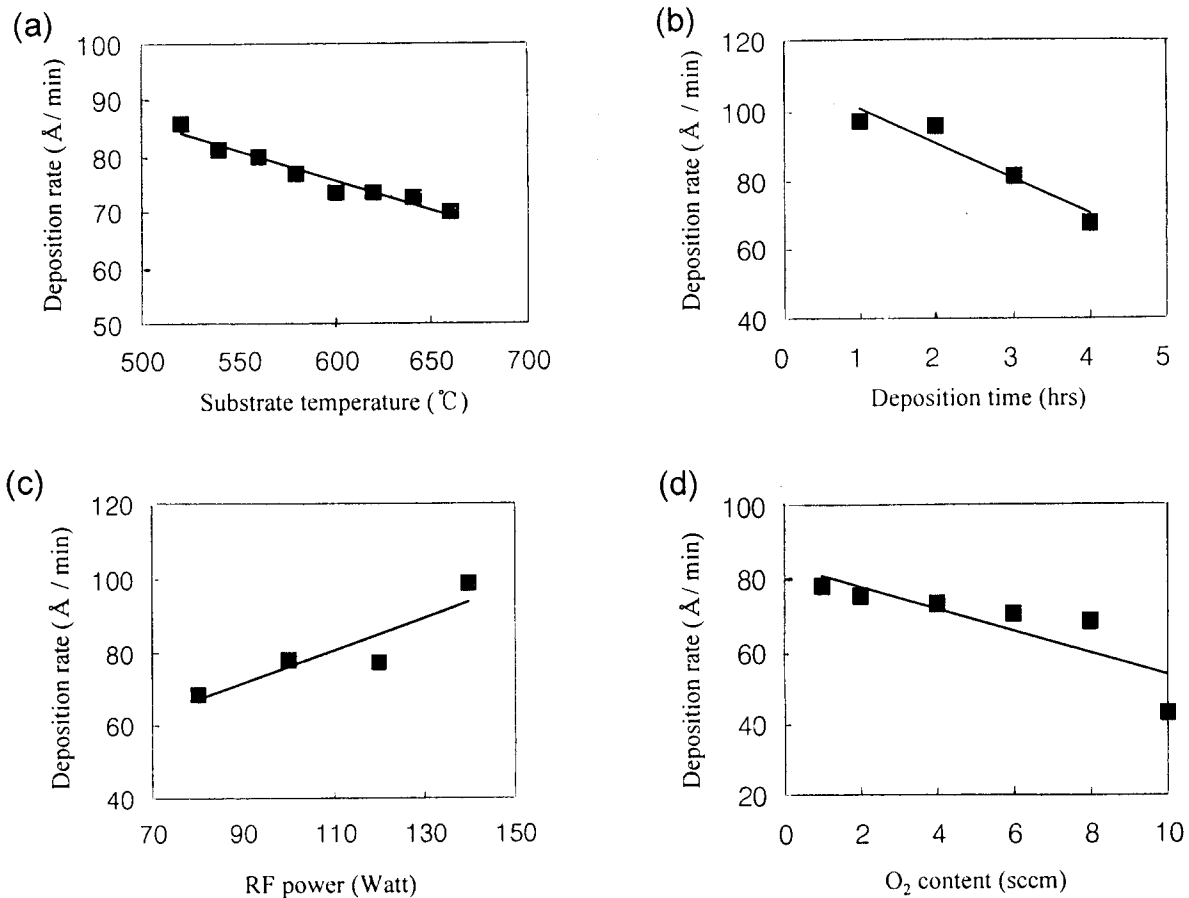 (a)
Deposition rate ( Å / min)
100
90
80
70
60
50
500 550 600 650 700
Substrate temperature ( ℃)
(b)
Deposition rate ( Å / min)
120
100
80
60
40
0 1 2 3 4 5
Deposition time (hrs)
(c)
Deposition rate ( Å / min)
120
100
80
60
40
70 90 110 130 150
RF power (Watt)
(d)
Deposition rate ( Å / min)
100
80
60
40
20
0 2 4 6 8 10
O₂ content (sccm)